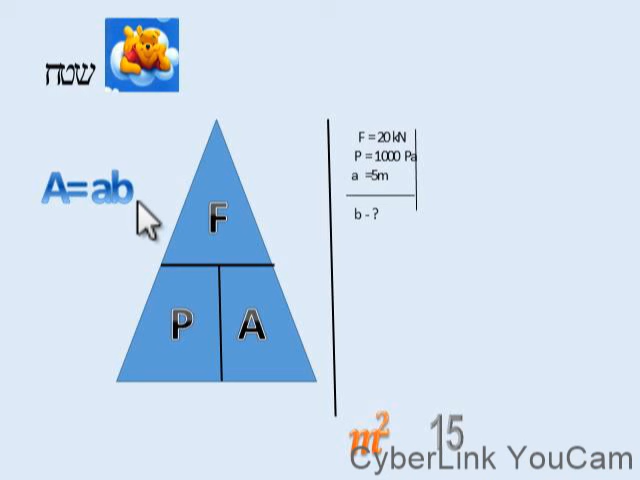 שטח
A=ab
F
P A
F = 20 kN
P = 1000 Pa
a =5m
b - ?
m²
15
CyberLink YouCam